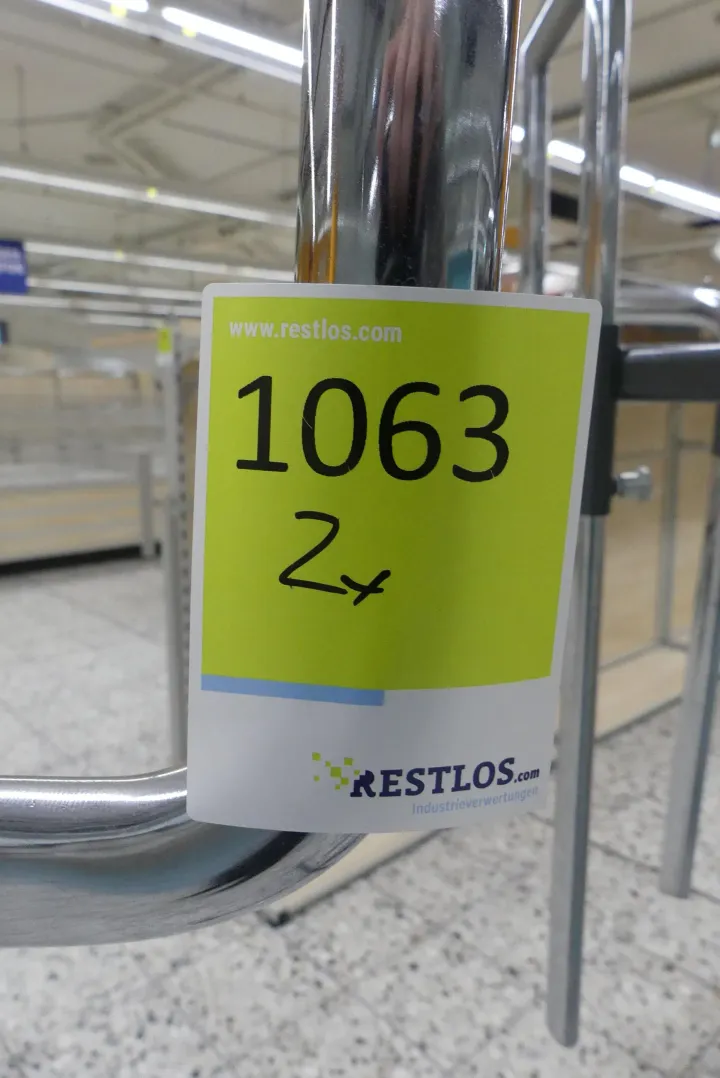 www.restlos.com
1063
2x
RESTLOS.com
Industrieverwertungen